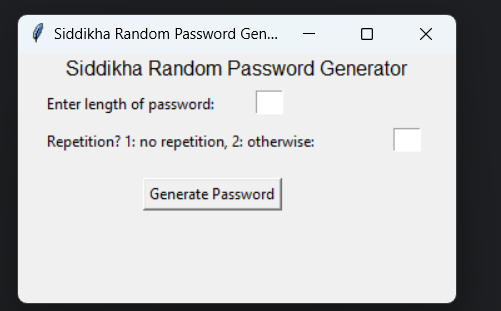 Siddikha Random Password Gen...
Siddikha Random Password Generator
Enter length of password:
Repetition? 1: no repetition, 2: otherwise:
Generate Password